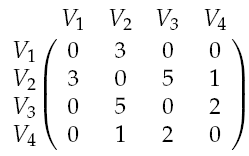 V₁ V₂ V₃ V₄
V₁ 0 3 0 0
V₂ 3 0 5 1
V₃ 0 5 0 2
V₄ 0 1 2 0